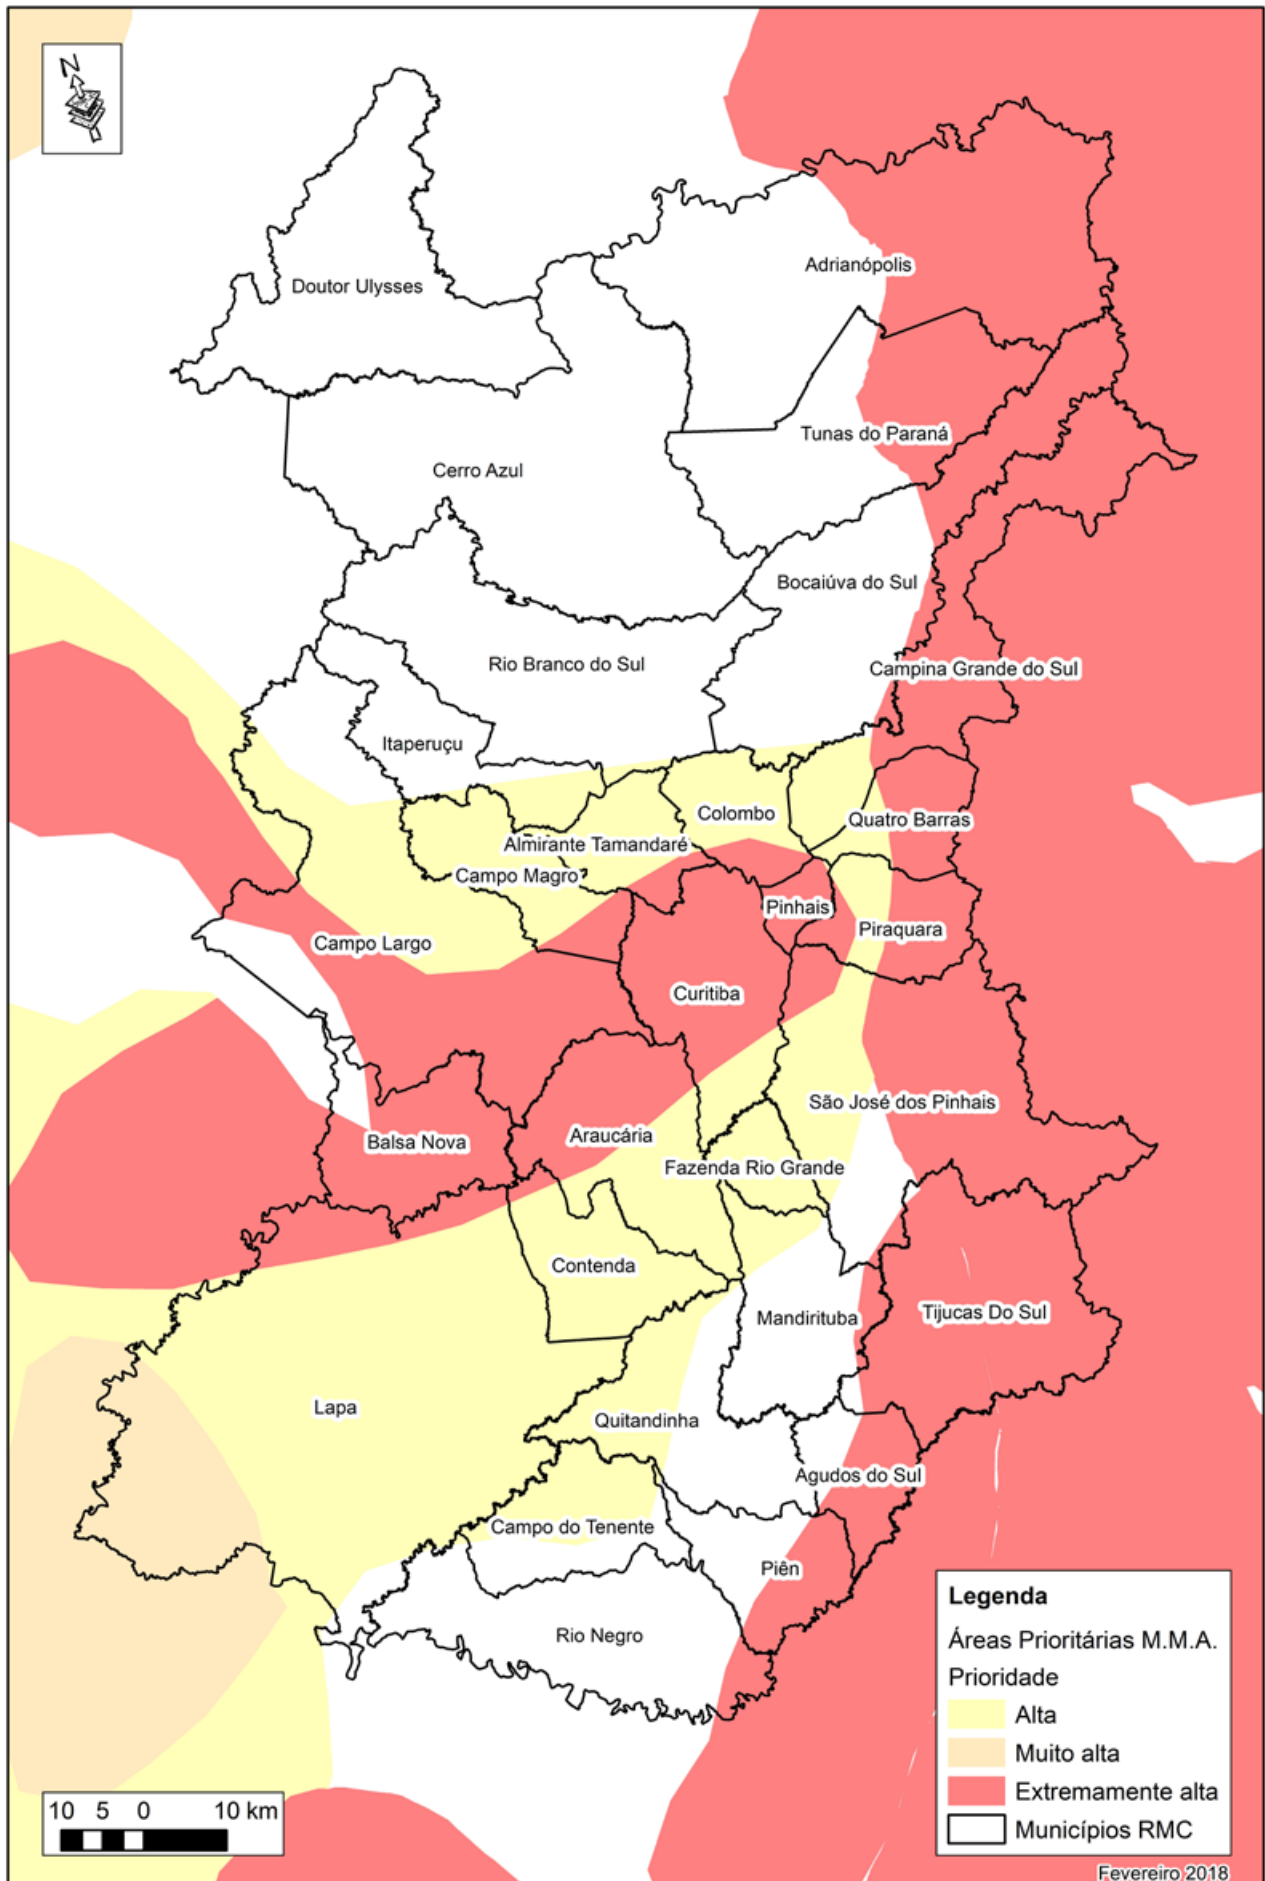 N
Adrianópolis
Doutor Ulysses
Tunas do Paraná
Cerro Azul
Bocaiúva do Sul
Rio Branco do Sul
Campina Grande do Sul
Itaperuçu
Colombo
Quatro Barras
Almirante Tamandaré
Campo Magro
Pinhais
Piraquara
Campo Largo
Curitiba
São José dos Pinhais
Araucária
Balsa Nova
Fazenda Rio Grande
Contenda
Tijucas Do Sul
Mandirituba
Lapa
Quitandinha
Agudos do Sul
Campo do Tenente
Piên
Rio Negro
Legenda
Áreas Prioritárias M.M.A.
Prioridade
Alta
Muito alta
Extremamente alta
Municípios RMC
10 5 0 10 km
Fevereiro 2018